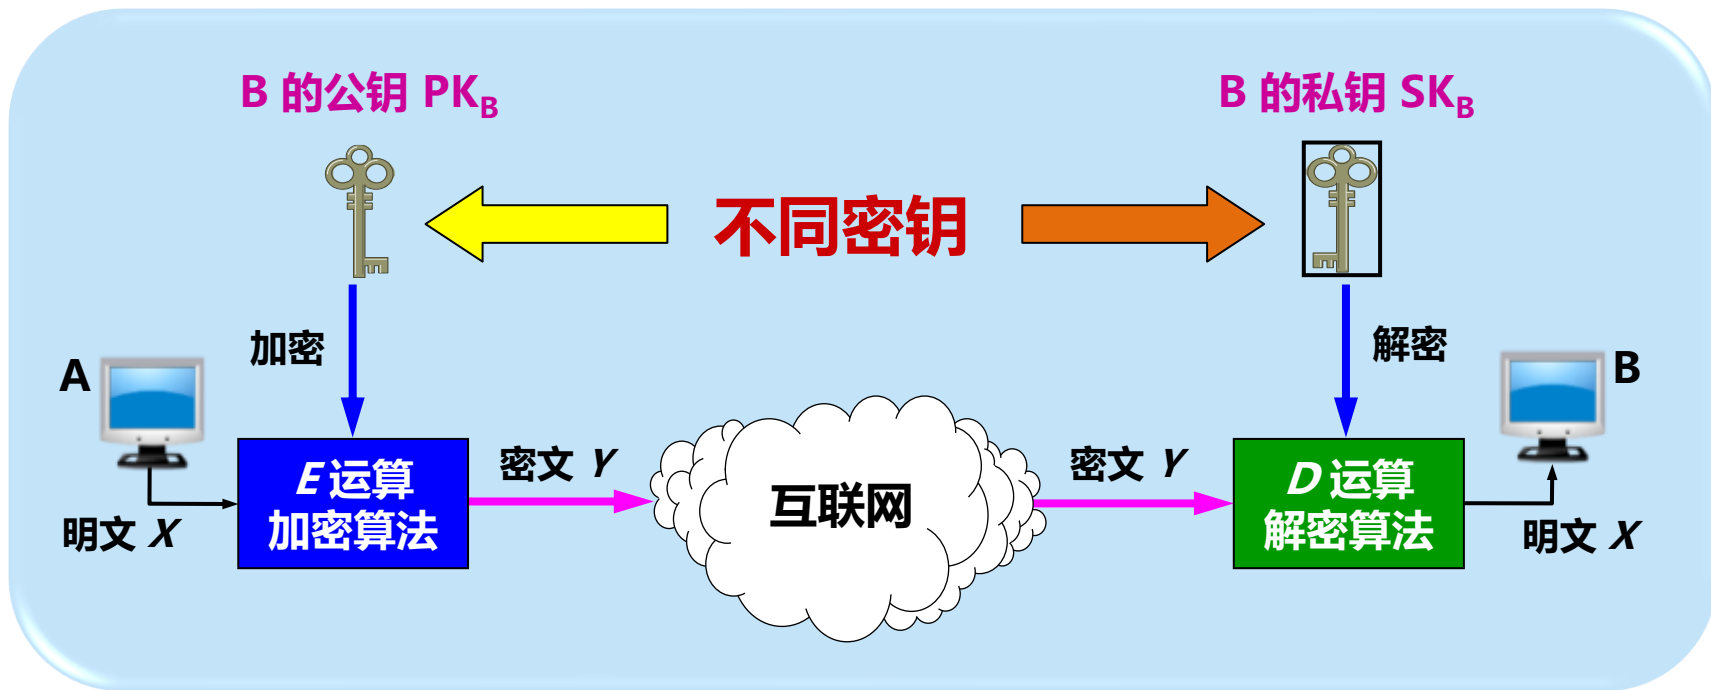 B 的公钥 PKB
B 的私钥 SKB
不同密钥
加密
解密
A
B
E 运算
加密算法
密文 Y
互联网
密文 Y
D 运算
解密算法
明文 X
明文 X